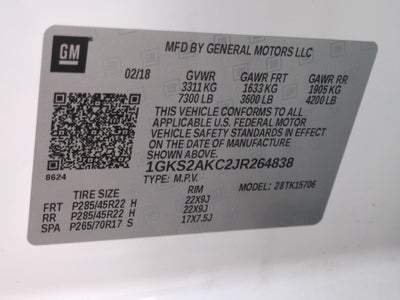 GM
MFD BY GENERAL MOTORS LLC
02/18 GVWR GAWR FRT GAWR RR
3311 KG 1633 KG 1905 KG
7300 LB 3600 LB 4200 LB
THIS VEHICLE CONFORMS TO ALL
APPLICABLE U.S. FEDERAL MOTOR
VEHICLE SAFETY STANDARDS IN EFFECT
ON THE DATE OF MANUFACTURE SHOWN ABOVE.
1GKS2AKC2JR264838
8624
TYPE: M.P.V. MODEL: 28TK15706
TIRE SIZE RIM
FRT P285/45R22 H 22X9J
RR P285/45R22 H 22X9J
SPA P265/70R17 S 17X7.5J